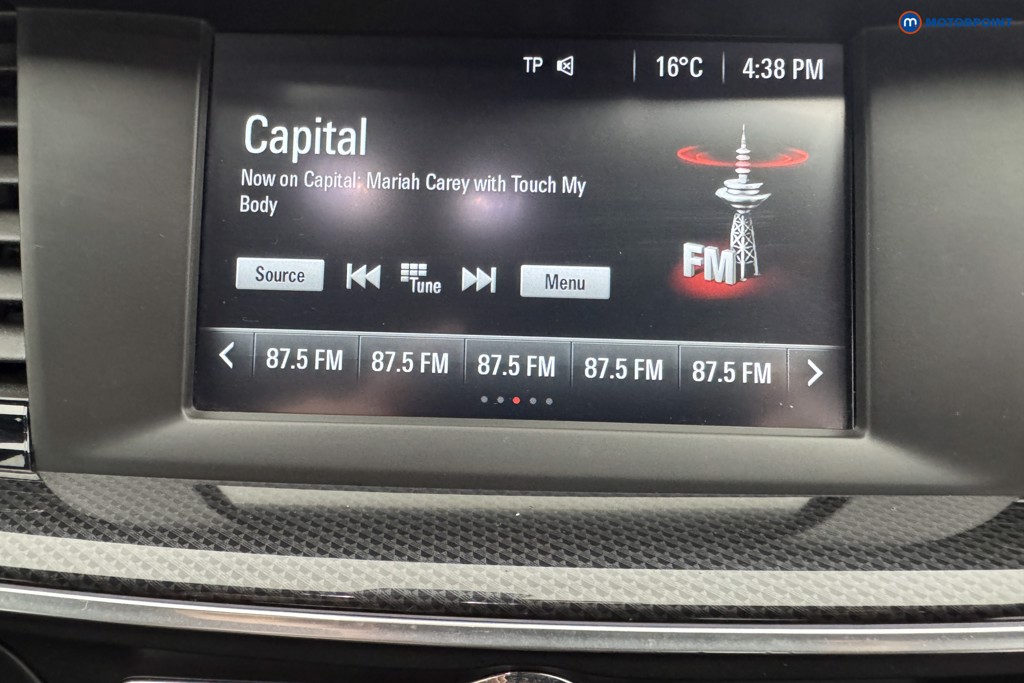 m MOTORPOINT
TP 16°C 4:38 PM
Capital
Now on Capital: Mariah Carey with Touch My
Body
FM
Source Tune Menu
87.5 FM 87.5 FM 87.5 FM 87.5 FM 87.5 FM